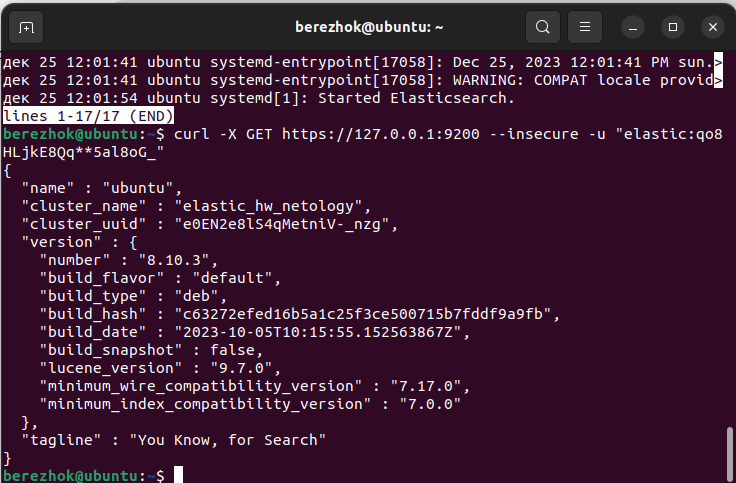 berezhok@ubuntu: ~
дек 25 12:01:41 ubuntu systemd-entrypoint[17058]: Dec 25, 2023 12:01:41 PM sun.>
дек 25 12:01:41 ubuntu systemd-entrypoint[17058]: WARNING: COMPAT locale provid>
дек 25 12:01:54 ubuntu systemd[1]: Started Elasticsearch.
lines 1-17/17 (END)
berezhok@ubuntu:~$ curl -X GET https://127.0.0.1:9200 --insecure -u "elastic:qo8
HLjkE8Qq**5al8oG_"
{
  "name" : "ubuntu",
  "cluster_name" : "elastic_hw_netology",
  "cluster_uuid" : "e0EN2e8lS4qMetniV-_nzg",
  "version" : {
    "number" : "8.10.3",
    "build_flavor" : "default",
    "build_type" : "deb",
    "build_hash" : "c63272efed16b5a1c25f3ce500715b7fddf9a9fb",
    "build_date" : "2023-10-05T10:15:55.152563867Z",
    "build_snapshot" : false,
    "lucene_version" : "9.7.0",
    "minimum_wire_compatibility_version" : "7.17.0",
    "minimum_index_compatibility_version" : "7.0.0"
  },
  "tagline" : "You Know, for Search"
}
berezhok@ubuntu:~$